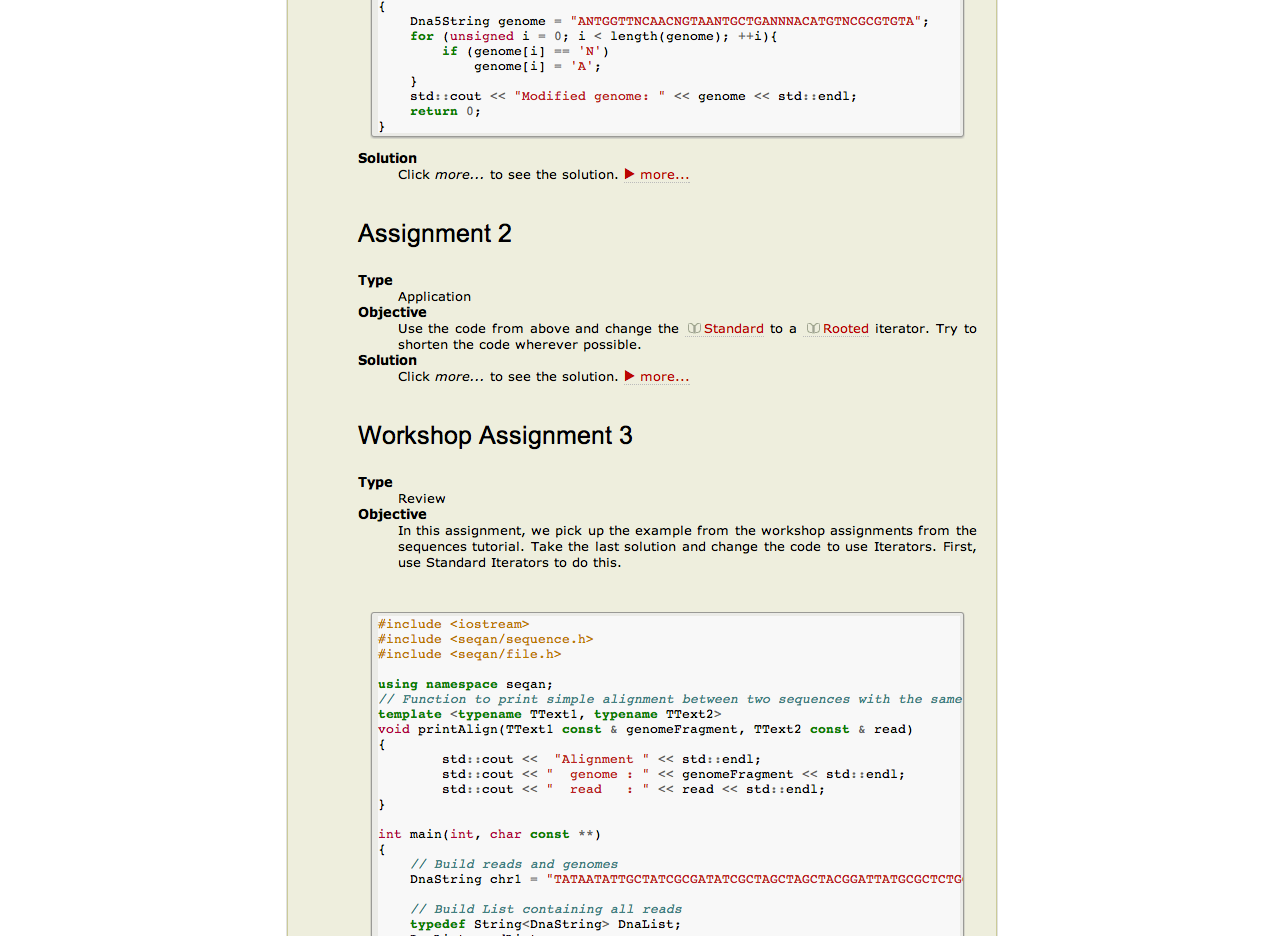 {
    Dna5String genome = "ANTGGTTNCAACNGTAANTGCTGANNNACATGTNCGCGTGTA";
    for (unsigned i = 0; i < length(genome); ++i){
        if (genome[i] == 'N')
            genome[i] = 'A';
    }
    std::cout << "Modified genome: " << genome << std::endl;
    return 0;
}
Solution
Click more... to see the solution. ▶ more...
Assignment 2
Type
Application
Objective
Use the code from above and change the Standard to a Rooted iterator. Try to
shorten the code wherever possible.
Solution
Click more... to see the solution. ▶ more...
Workshop Assignment 3
Type
Review
Objective
In this assignment, we pick up the example from the workshop assignments from the
sequences tutorial. Take the last solution and change the code to use Iterators. First,
use Standard Iterators to do this.
#include <iostream>
#include <seqan/sequence.h>
#include <seqan/file.h>
using namespace seqan;
// Function to print simple alignment between two sequences with the same
template <typename TText1, typename TText2>
void printAlign(TText1 const & genomeFragment, TText2 const & read)
{
        std::cout <<  "Alignment " << std::endl;
        std::cout << "  genome : " << genomeFragment << std::endl;
        std::cout << "  read   : " << read << std::endl;
}
int main(int, char const **)
{
    // Build reads and genomes
    DnaString chr1 = "TATAATATTGCTATCGCGATATCGCTAGCTAGCTACGGATTATGCGCTCTG
    // Build List containing all reads
    typedef String<DnaString> DnaList;